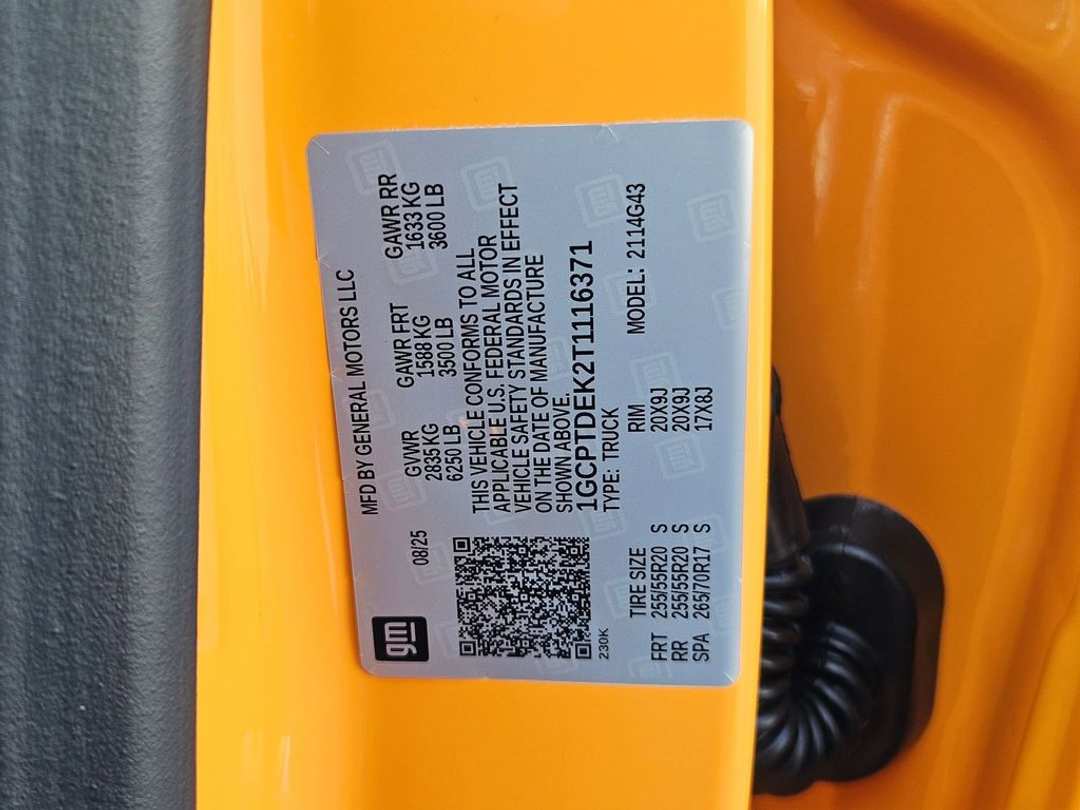 MFD BY GENERAL MOTORS LLC
gm
08/25
GVWR GAWR FRT GAWR RR
2835 KG 1588 KG 1633 KG
6250 LB 3500 LB 3600 LB
THIS VEHICLE CONFORMS TO ALL
APPLICABLE U.S. FEDERAL MOTOR
VEHICLE SAFETY STANDARDS IN EFFECT
ON THE DATE OF MANUFACTURE
SHOWN ABOVE.
1GCPTDEK2T1116371
TYPE: TRUCK
230K
TIRE SIZE RIM MODEL: 2114G43
FRT 255/55R20 S 20X9J
RR 255/55R20 S 20X9J
SPA 265/70R17 S 17X8J